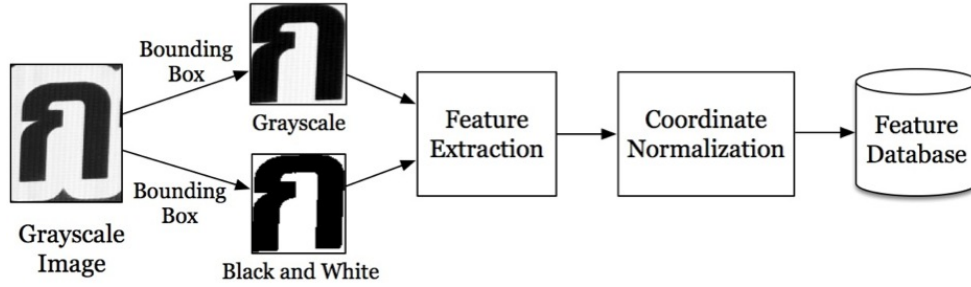 Bounding
Box
Grayscale
Image
ก
Bounding
Box
ก
Grayscale
ก
Black and White
Feature
Extraction
Coordinate
Normalization
Feature
Database